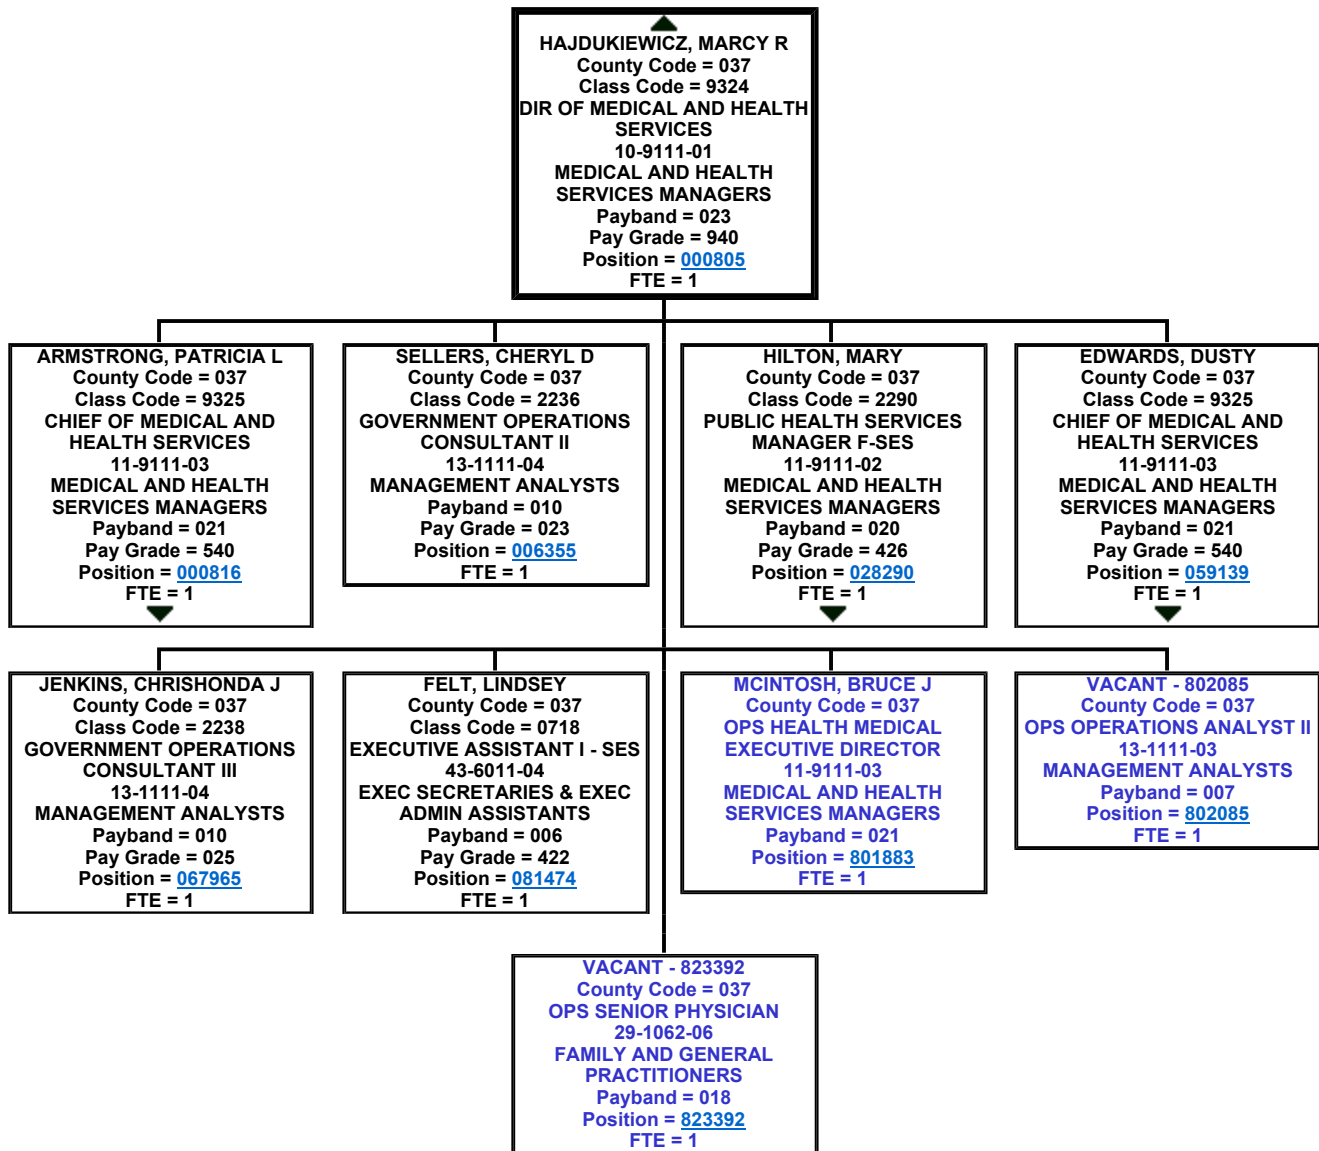 HAJDUKIEWICZ, MARCY R
County Code = 037
Class Code = 9324
DIR OF MEDICAL AND HEALTH
SERVICES
10-9111-01
MEDICAL AND HEALTH
SERVICES MANAGERS
Payband = 023
Pay Grade = 940
Position = 000805
FTE = 1
ARMSTRONG, PATRICIA L
County Code = 037
Class Code = 9325
CHIEF OF MEDICAL AND
HEALTH SERVICES
11-9111-03
MEDICAL AND HEALTH
SERVICES MANAGERS
Payband = 021
Pay Grade = 540
Position = 000816
FTE = 1
SELLERS, CHERYL D
County Code = 037
Class Code = 2236
GOVERNMENT OPERATIONS
CONSULTANT II
13-1111-04
MANAGEMENT ANALYSTS
Payband = 010
Pay Grade = 023
Position = 006355
FTE = 1
HILTON, MARY
County Code = 037
Class Code = 2290
PUBLIC HEALTH SERVICES
MANAGER F-SES
11-9111-02
MEDICAL AND HEALTH
SERVICES MANAGERS
Payband = 020
Pay Grade = 426
Position = 028290
FTE = 1
EDWARDS, DUSTY
County Code = 037
Class Code = 9325
CHIEF OF MEDICAL AND
HEALTH SERVICES
11-9111-03
MEDICAL AND HEALTH
SERVICES MANAGERS
Payband = 021
Pay Grade = 540
Position = 059139
FTE = 1
JENKINS, CHRISHONDA J
County Code = 037
Class Code = 2238
GOVERNMENT OPERATIONS
CONSULTANT III
13-1111-04
MANAGEMENT ANALYSTS
Payband = 010
Pay Grade = 025
Position = 067965
FTE = 1
FELT, LINDSEY
County Code = 037
Class Code = 0718
EXECUTIVE ASSISTANT I - SES
43-6011-04
EXEC SECRETARIES & EXEC
ADMIN ASSISTANTS
Payband = 006
Pay Grade = 422
Position = 081474
FTE = 1
MCINTOSH, BRUCE J
County Code = 037
OPS HEALTH MEDICAL
EXECUTIVE DIRECTOR
11-9111-03
MEDICAL AND HEALTH
SERVICES MANAGERS
Payband = 021
Position = 801883
FTE = 1
VACANT - 802085
County Code = 037
OPS OPERATIONS ANALYST II
13-1111-03
MANAGEMENT ANALYSTS
Payband = 007
Position = 802085
FTE = 1
VACANT - 823392
County Code = 037
OPS SENIOR PHYSICIAN
29-1062-06
FAMILY AND GENERAL
PRACTITIONERS
Payband = 018
Position = 823392
FTE = 1